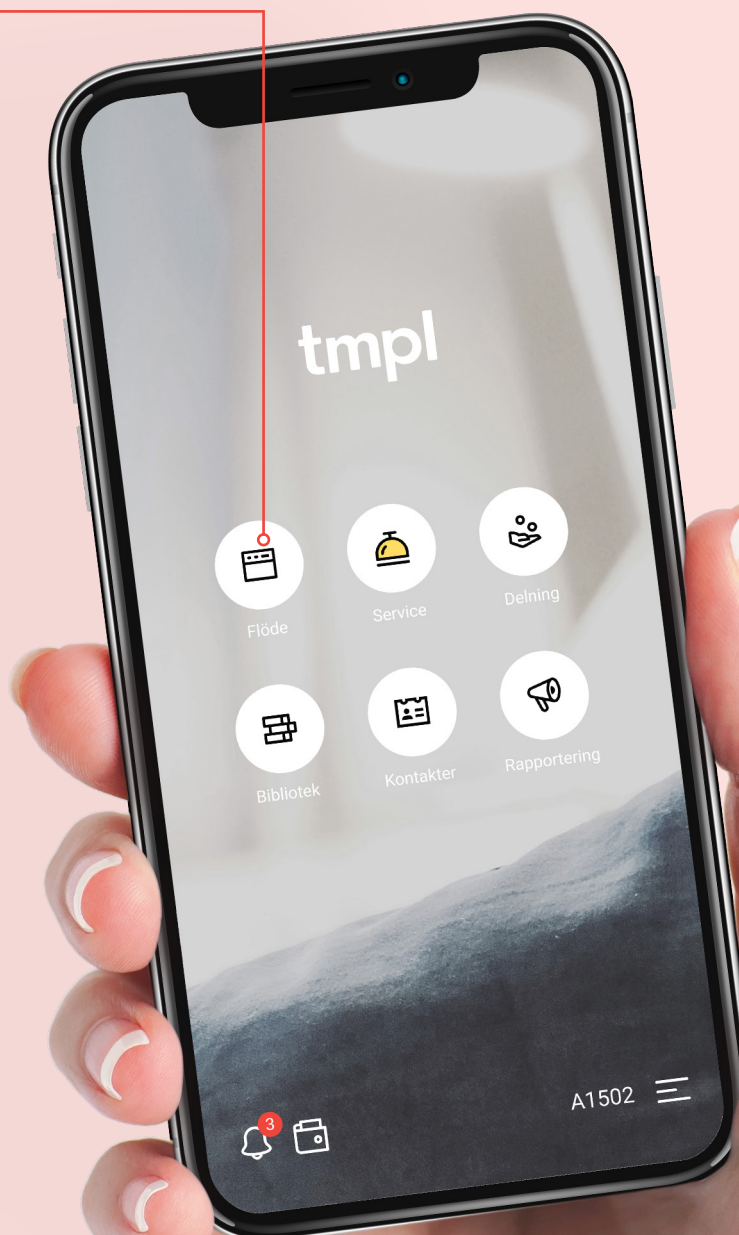 tmpl
Flöde
Service
Delning
Bibliotek
Kontakter
Rapportering
3
A1502